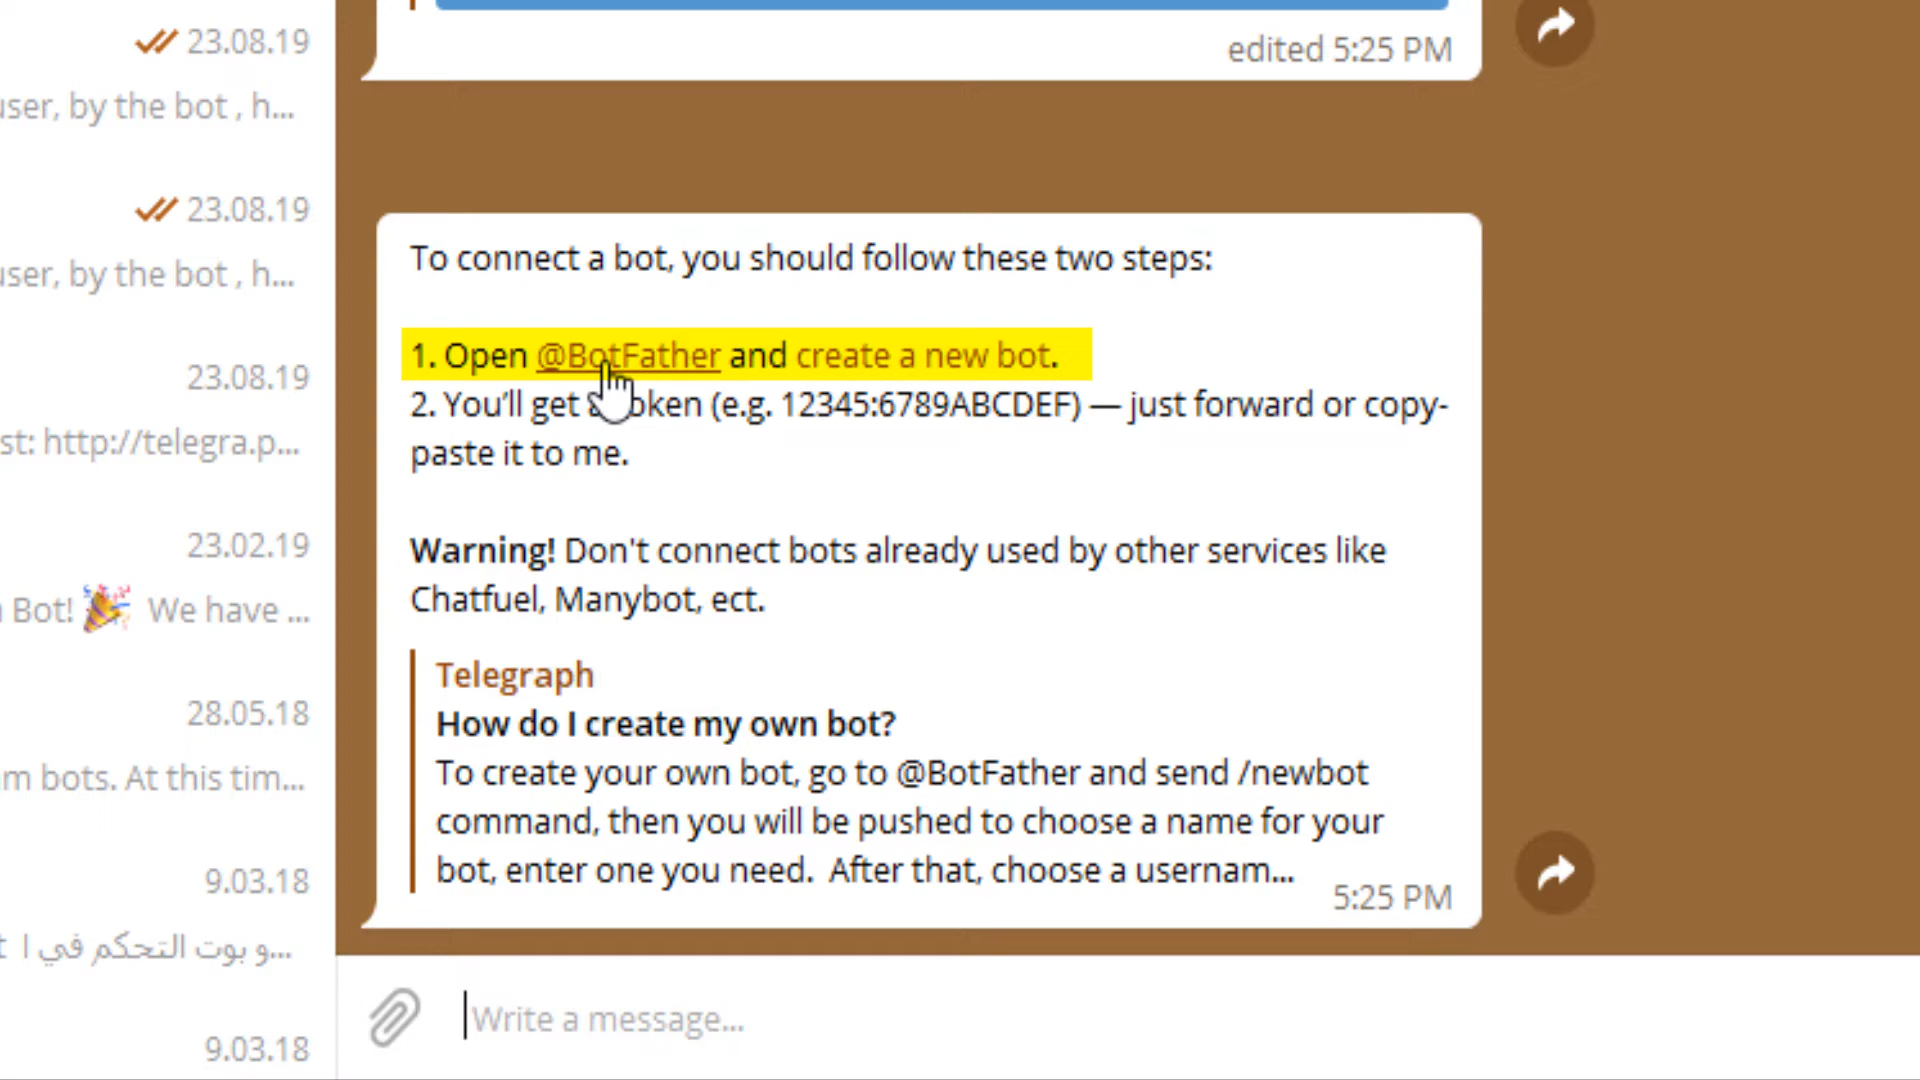 23.08.19
user, by the bot , h...
23.08.19
user, by the bot , h...
23.08.19
st: http://telegra.p...
23.02.19
Bot! 🎉 We have ...
28.05.18
m bots. At this tim...
9.03.18
و بوت التحكم في ا...
9.03.18
edited 5:25 PM
To connect a bot, you should follow these two steps:
1. Open @BotFather and create a new bot.
2. You'll get token (e.g. 12345:6789ABCDEF) — just forward or copy-
paste it to me.
Warning! Don't connect bots already used by other services like
Chatfuel, Manybot, ect.
Telegraph
How do I create my own bot?
To create your own bot, go to @BotFather and send /newbot
command, then you will be pushed to choose a name for your
bot, enter one you need. After that, choose a usernam...
5:25 PM
Write a message...